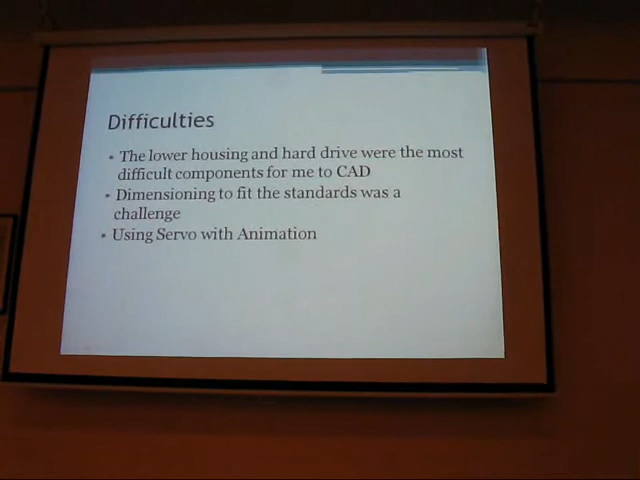 Difficulties
• The lower housing and hard drive were the most
difficult components for me to CAD
• Dimensioning to fit the standards was a
challenge
• Using Servo with Animation